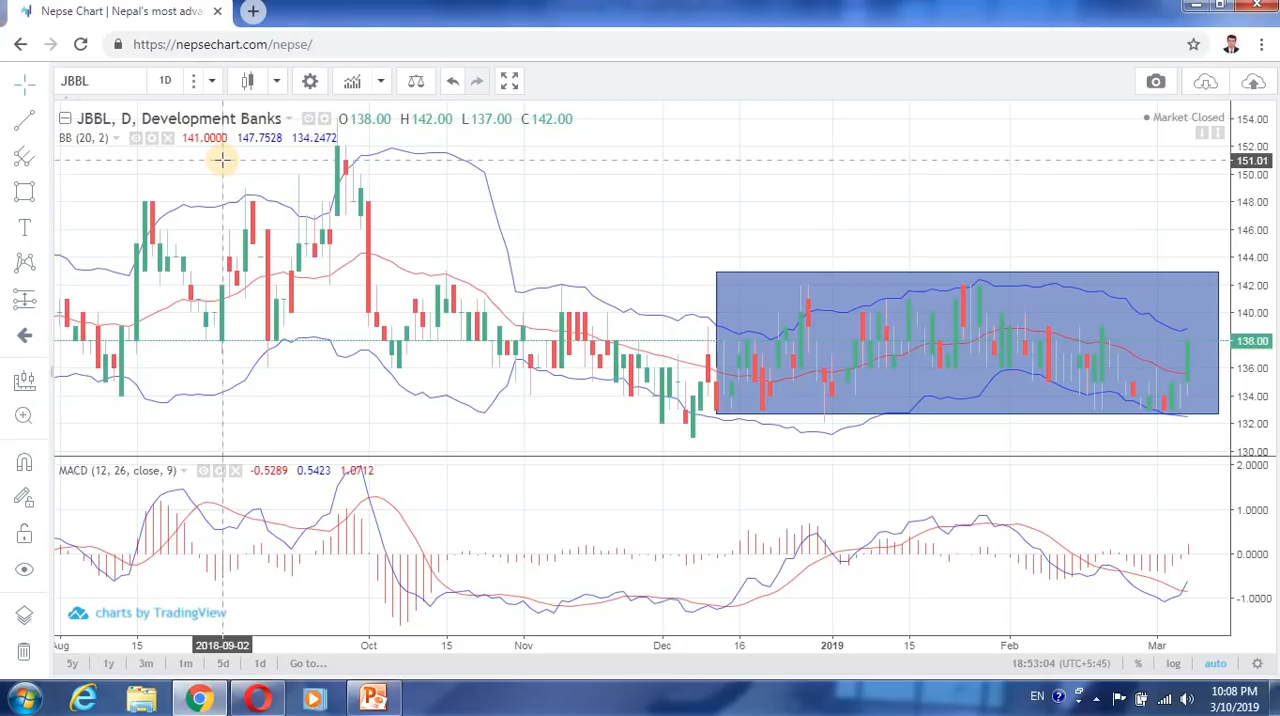 Nepse Chart | Nepal's most adva
https://nepsechart.com/nepse/
JBBL 1D
JBBL, D, Development Banks O138.00 H142.00 L137.00 C142.00
Market Closed
BB (20, 2) 141.0000 147.7528 134.2472
154.00
152.00
151.01
150.00
148.00
146.00
144.00
142.00
140.00
138.00
136.00
134.00
132.00
130.00
MACD (12, 26, close, 9) -0.5289 0.5423 1.0712
2.0000
1.0000
0.0000
-1.0000
charts by TradingView
Aug 15 2018-09-02 Oct 15 Nov Dec 16 2019 15 Feb Mar
5y 1y 3m 1m 5d 1d Go to... 18:53:04 (UTC+5:45) % log auto
EN 10:08 PM
3/10/2019